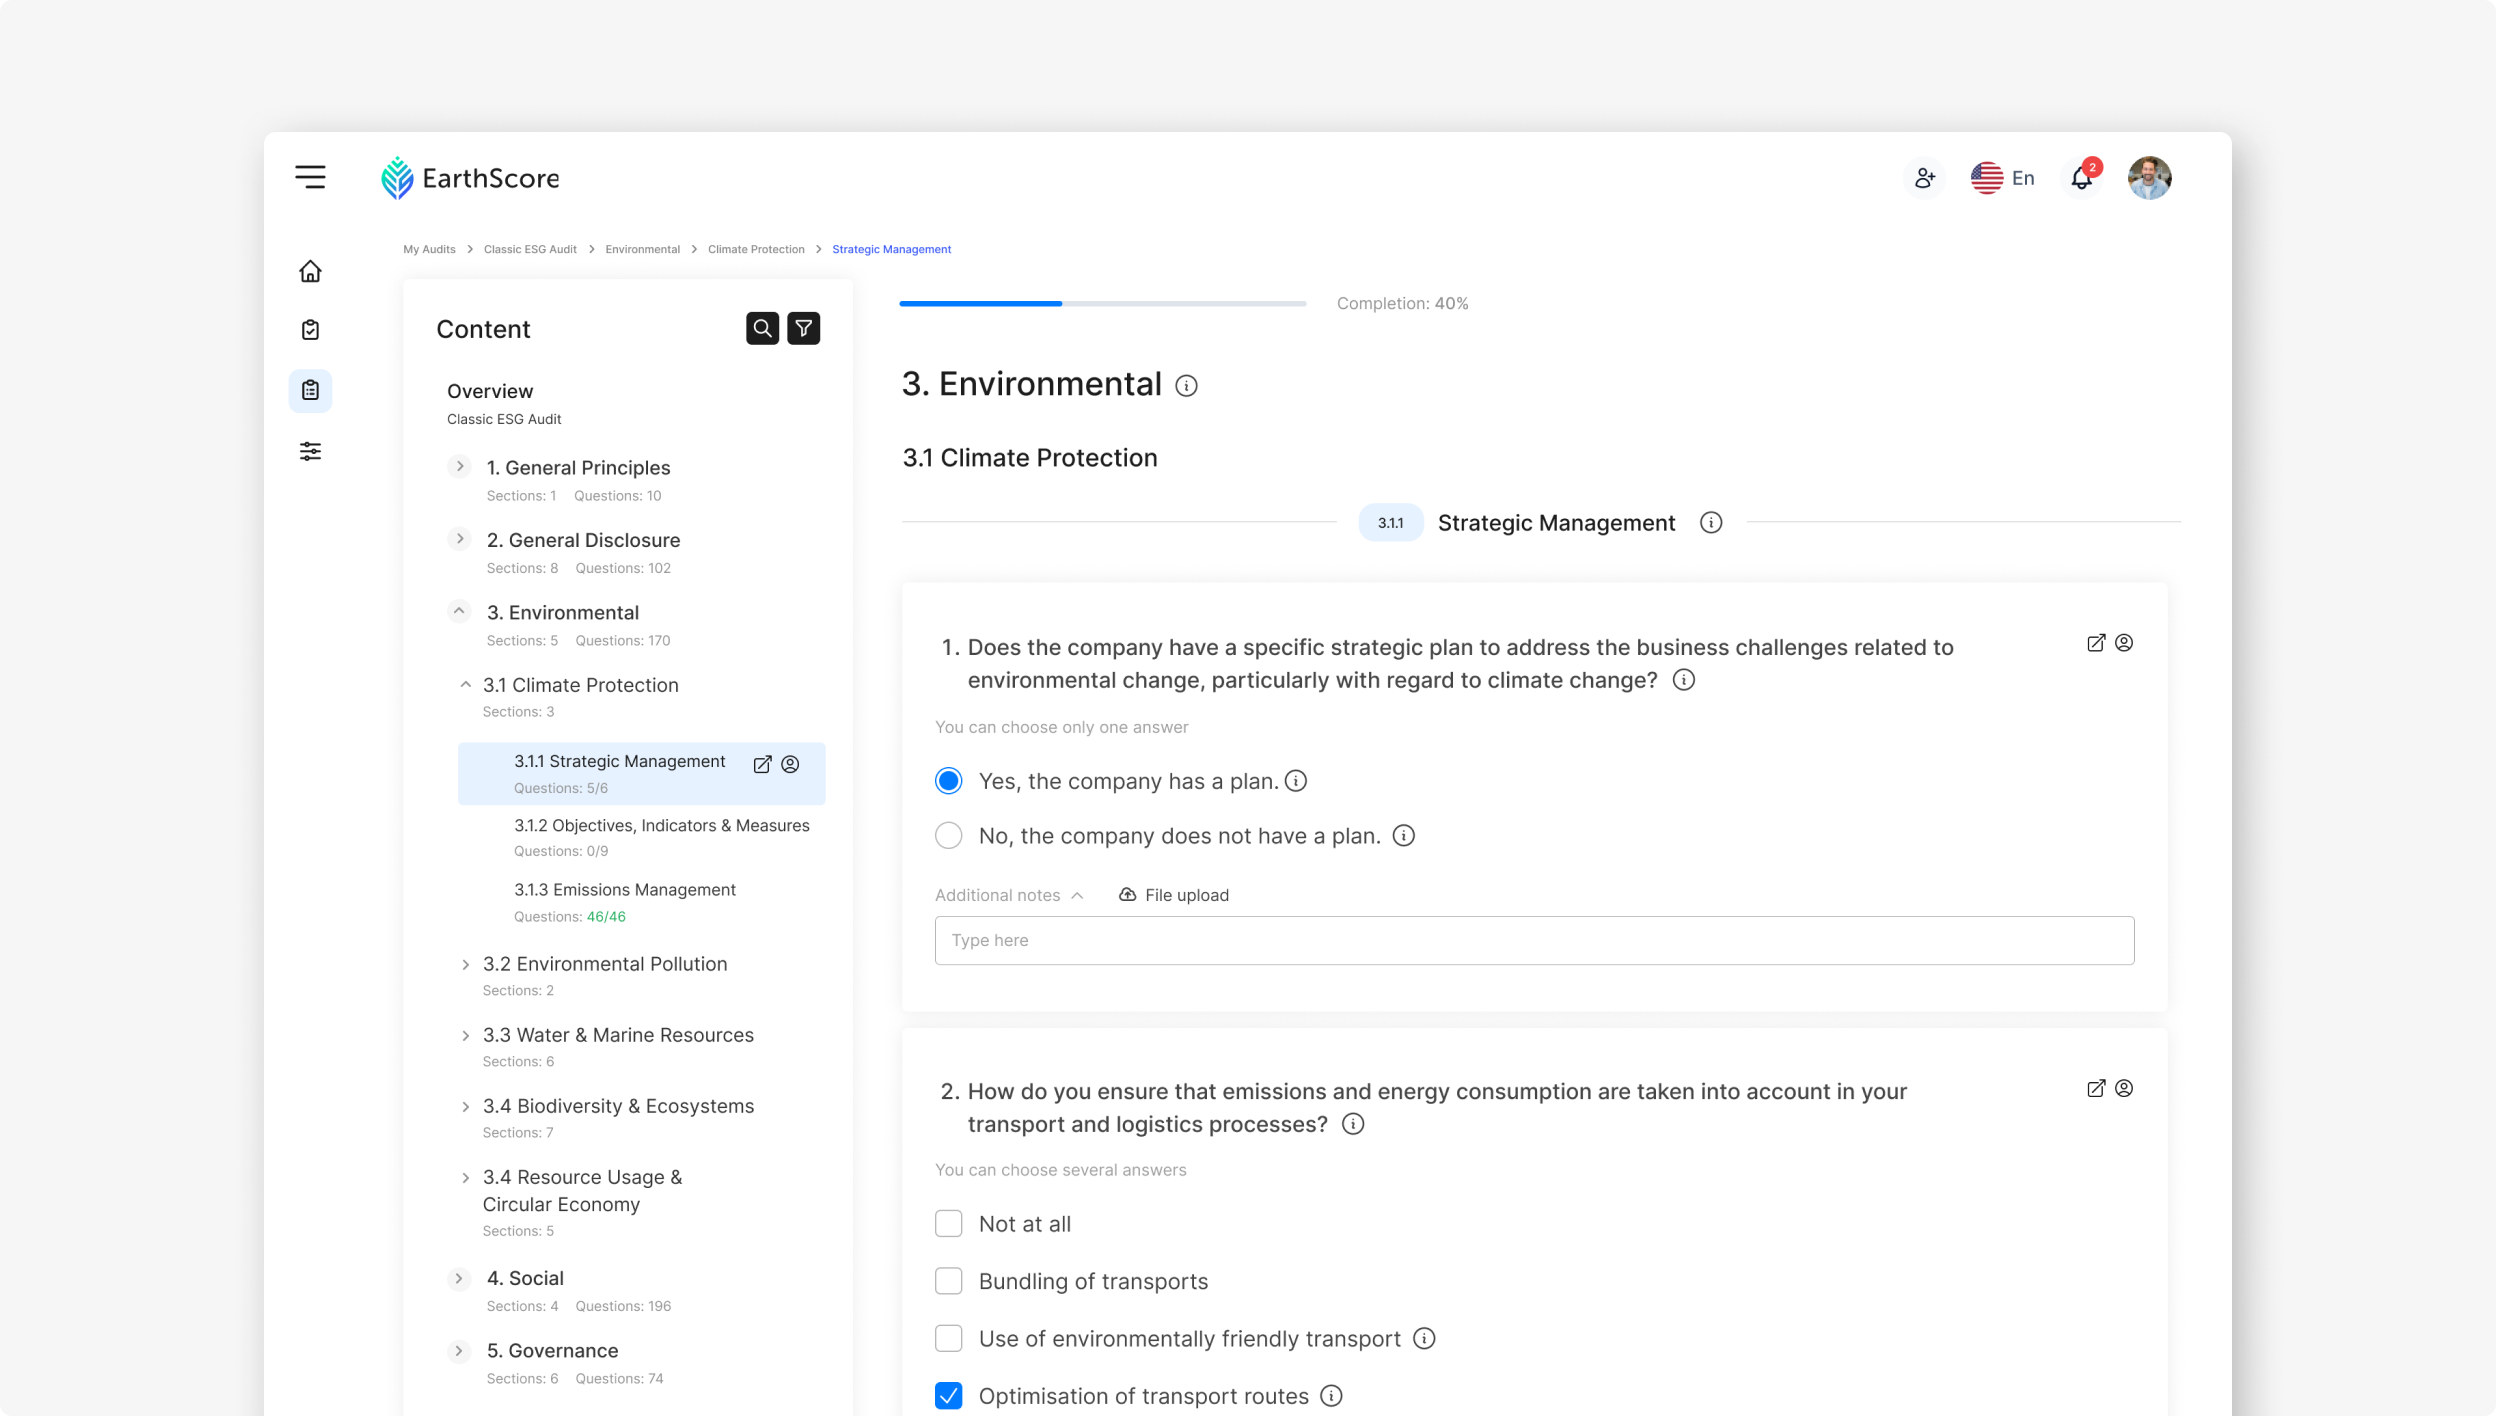 EarthScore
En
2
My Audits > Classic ESG Audit > Environmental > Climate Protection > Strategic Management
Content
Overview
Classic ESG Audit
1. General Principles
Sections: 1 Questions: 10
2. General Disclosure
Sections: 8 Questions: 102
3. Environmental
Sections: 5 Questions: 170
3.1 Climate Protection
Sections: 3
3.1.1 Strategic Management
Questions: 5/6
3.1.2 Objectives, Indicators & Measures
Questions: 0/9
3.1.3 Emissions Management
Questions: 46/46
3.2 Environmental Pollution
Sections: 2
3.3 Water & Marine Resources
Sections: 6
3.4 Biodiversity & Ecosystems
Sections: 7
3.4 Resource Usage &
Circular Economy
Sections: 5
4. Social
Sections: 4 Questions: 196
5. Governance
Sections: 6 Questions: 74
Completion: 40%
3. Environmental
3.1 Climate Protection
3.1.1 Strategic Management
1. Does the company have a specific strategic plan to address the business challenges related to
environmental change, particularly with regard to climate change?
You can choose only one answer
Yes, the company has a plan.
No, the company does not have a plan.
Additional notes File upload
Type here
2. How do you ensure that emissions and energy consumption are taken into account in your
transport and logistics processes?
You can choose several answers
Not at all
Bundling of transports
Use of environmentally friendly transport
Optimisation of transport routes